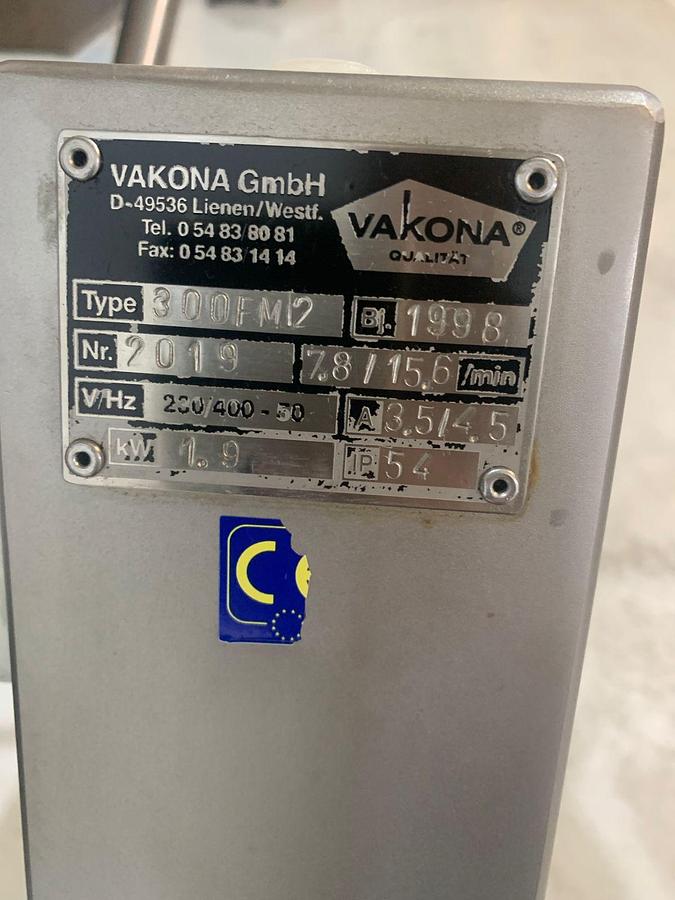 VAKONA GmbH
D-49536 Lienen/Westf.
Tel. 0 54 83/80 81
Fax: 0 54 83/14 14
VAKONA®
QUALITÄT
Type 300FM2 Bj. 1998
Nr. 2019 7.8/15.6 /min
V/Hz 230/400-50 A 3.5/4.5
kW 1.9 IP 54
CE